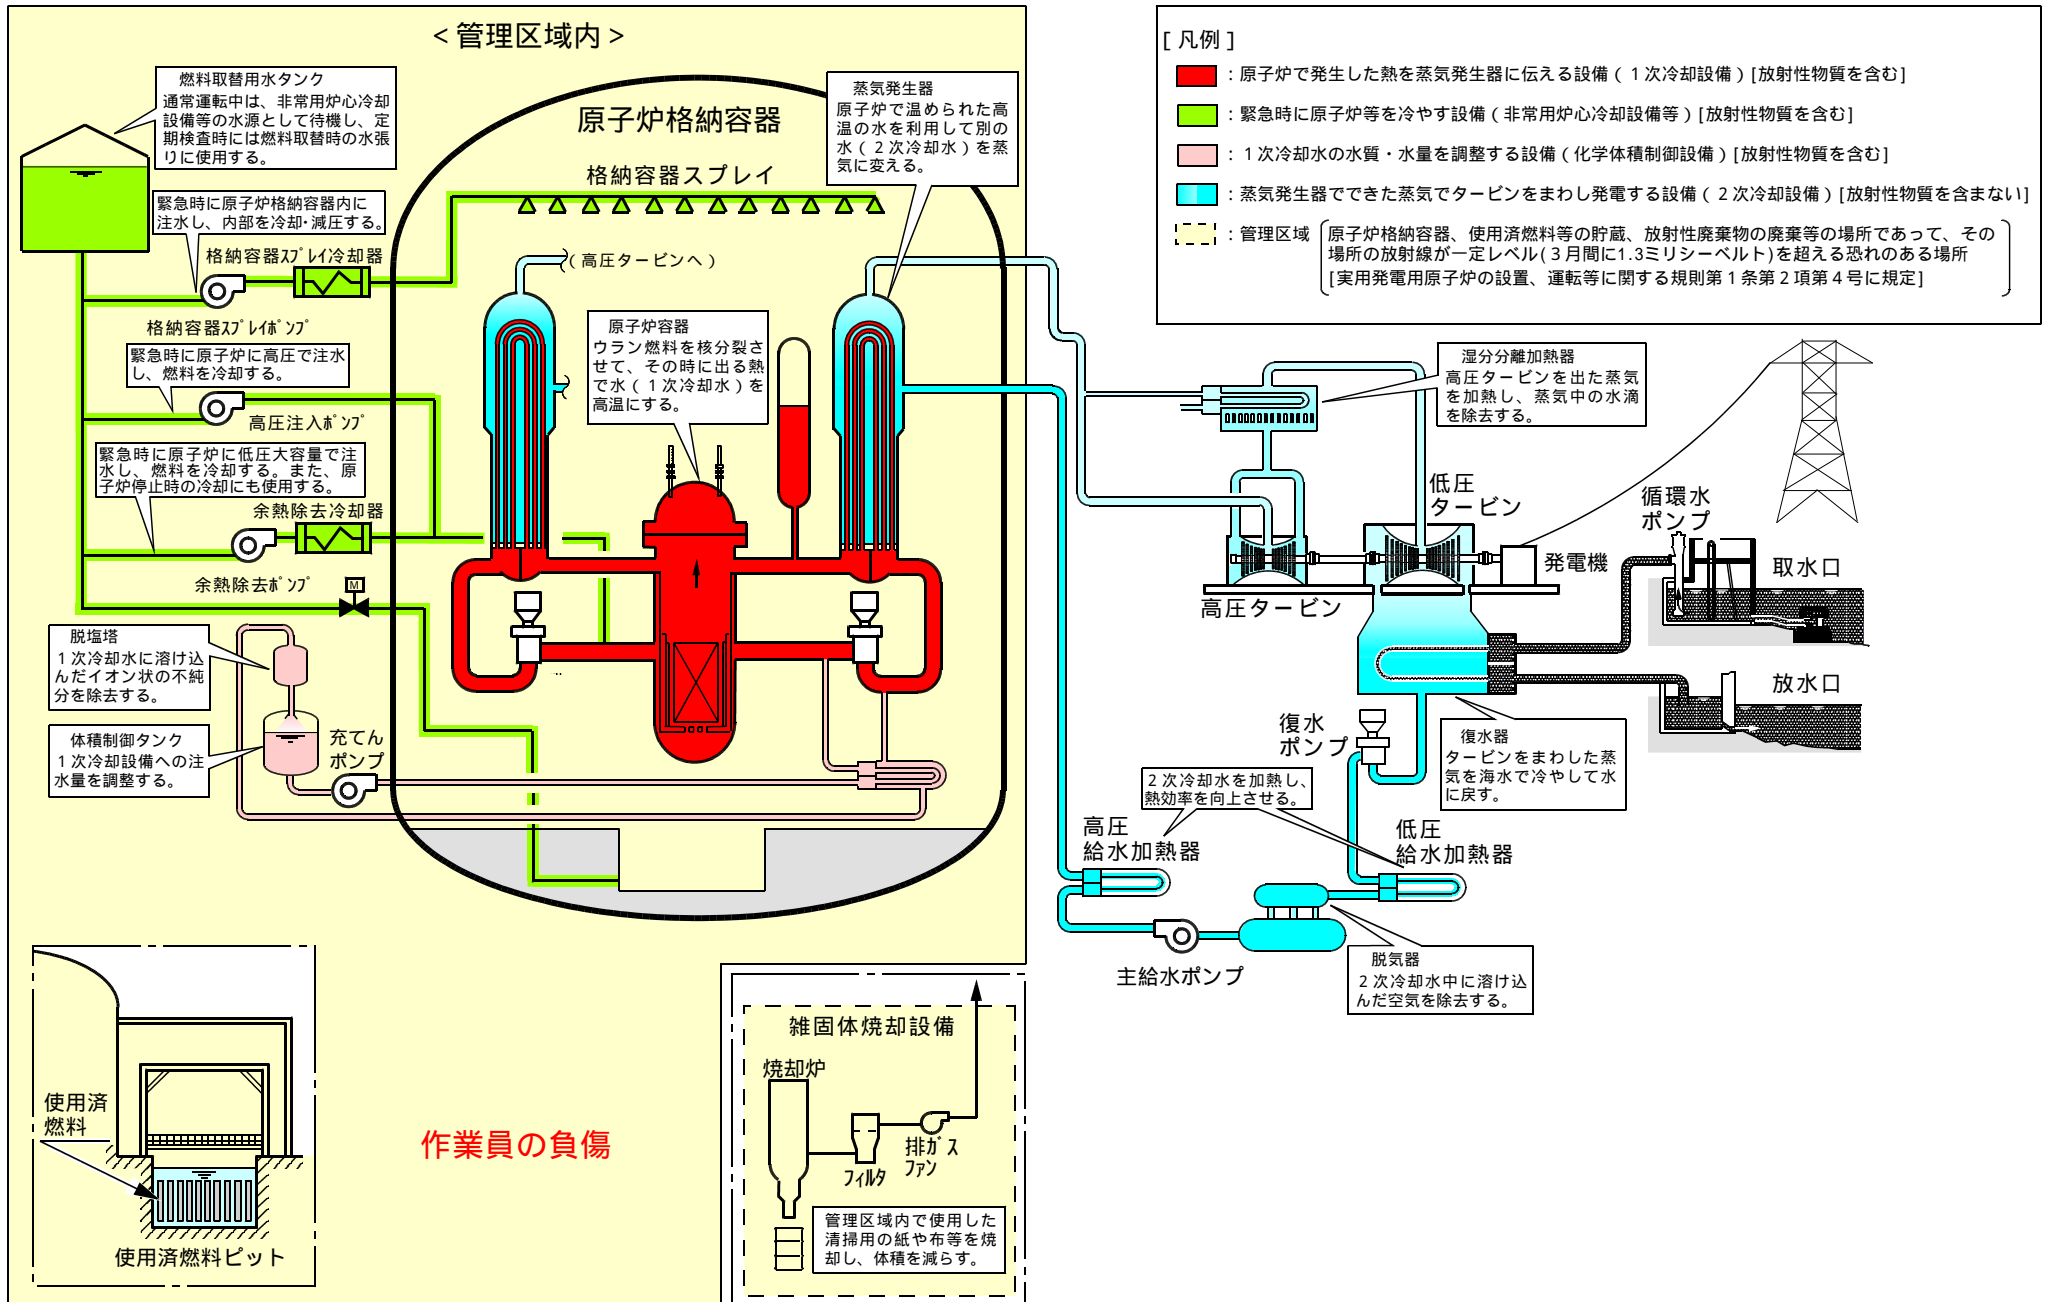 ＜管理区域内＞
燃料取替用水タンク
通常運転中は、非常用炉心冷却
設備等の水源として待機し、定
期検査時には燃料取替時の水張
りに使用する。
緊急時に原子炉格納容器内に
注水し、内部を冷却･減圧する。
格納容器ｽﾌﾟﾚｲ冷却器
格納容器ｽﾌﾟﾚｲﾎﾟﾝﾌﾟ
緊急時に原子炉に高圧で注水
し、燃料を冷却する。
高圧注入ﾎﾟﾝﾌﾟ
緊急時に原子炉に低圧大容量で注
水し、燃料を冷却する。また、原
子炉停止時の冷却にも使用する。
余熱除去冷却器
余熱除去ﾎﾟﾝﾌﾟ
M
脱塩塔
１次冷却水に溶け込
んだイオン状の不純
分を除去する。
体積制御タンク
１次冷却設備への注
水量を調整する。
充てん
ポンプ
原子炉格納容器
格納容器スプレイ
蒸気発生器
原子炉で温められた高
温の水を利用して別の
水（２次冷却水）を蒸
気に変える。
（高圧タービンへ）
原子炉容器
ウラン燃料を核分裂さ
せて、その時に出る熱
で水（１次冷却水）を
高温にする。
[ 凡例 ]
：原子炉で発生した熱を蒸気発生器に伝える設備（１次冷却設備）[放射性物質を含む]
：緊急時に原子炉等を冷やす設備（非常用炉心冷却設備等）[放射性物質を含む]
：１次冷却水の水質・水量を調整する設備（化学体積制御設備）[放射性物質を含む]
：蒸気発生器でできた蒸気でタービンをまわし発電する設備（２次冷却設備）[放射性物質を含まない]
：管理区域
原子炉格納容器、使用済燃料等の貯蔵、放射性廃棄物の廃棄等の場所であって、その
場所の放射線が一定レベル(３月間に1.3ミリシーベルト)を超える恐れのある場所
[実用発電用原子炉の設置、運転等に関する規則第１条第２項第４号に規定]
湿分分離加熱器
高圧タービンを出た蒸気
を加熱し、蒸気中の水滴
を除去する。
低圧
タービン
高圧タービン
発電機
循環水
ポンプ
取水口
放水口
復水
ポンプ
復水器
タービンをまわした蒸
気を海水で冷やして水
に戻す。
２次冷却水を加熱し、
熱効率を向上させる。
高圧
給水加熱器
低圧
給水加熱器
主給水ポンプ
脱気器
２次冷却水中に溶け込
んだ空気を除去する。
使用済
燃料
使用済燃料ピット
作業員の負傷
雑固体焼却設備
焼却炉
ﾌｨﾙﾀ
排ｶﾞｽ
ﾌｧﾝ
管理区域内で使用した
清掃用の紙や布等を焼
却し、体積を減らす。